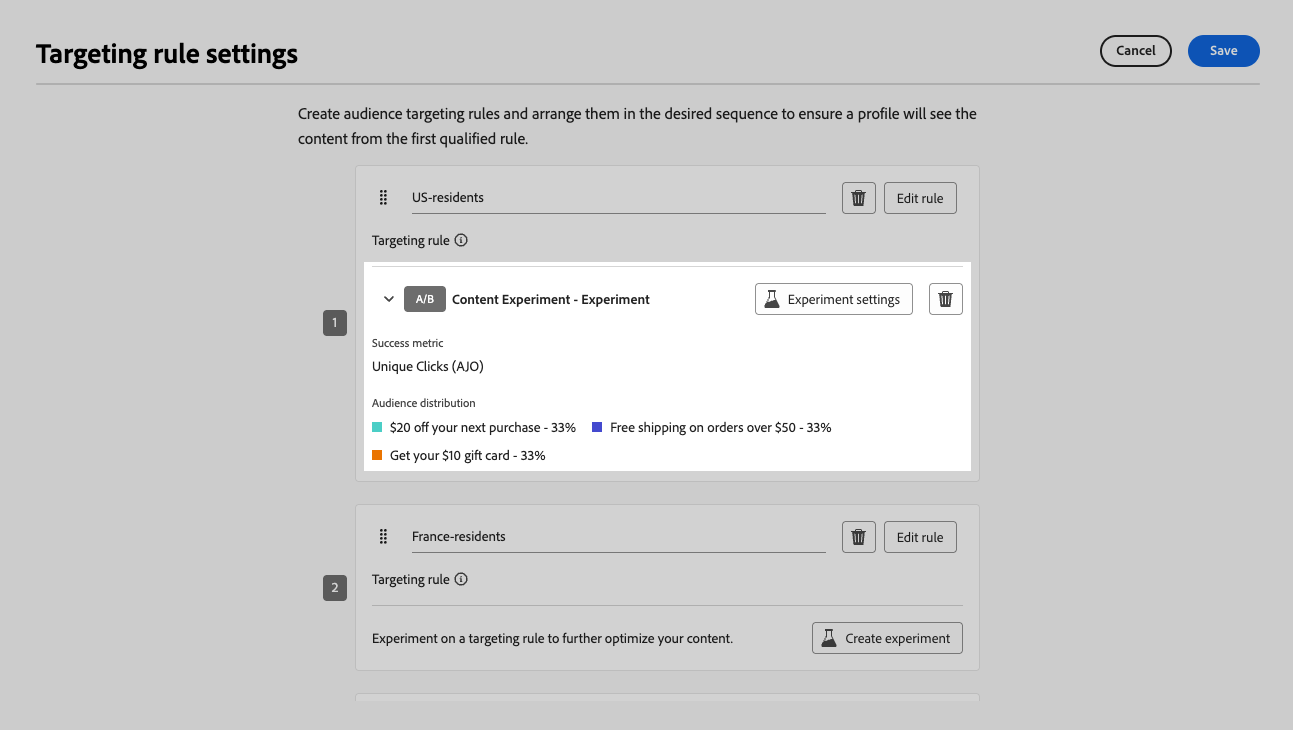 Targeting rule settings
Cancel
Save
Create audience targeting rules and arrange them in the desired sequence to ensure a profile will see the
content from the first qualified rule.
US-residents
Edit rule
Targeting rule
1
A/B
Content Experiment - Experiment
Experiment settings
Success metric
Unique Clicks (AJO)
Audience distribution
$20 off your next purchase - 33%
Free shipping on orders over $50 - 33%
Get your $10 gift card - 33%
France-residents
Edit rule
2
Targeting rule
Experiment on a targeting rule to further optimize your content.
Create experiment